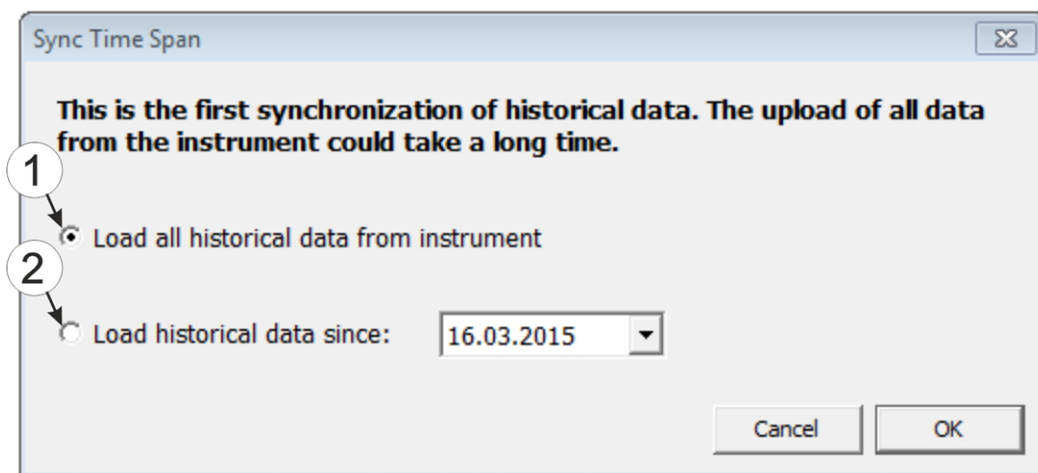 Sync Time Span
This is the first synchronization of historical data. The upload of all data
from the instrument could take a long time.
1
Load all historical data from instrument
2
Load historical data since: 16.03.2015
Cancel OK